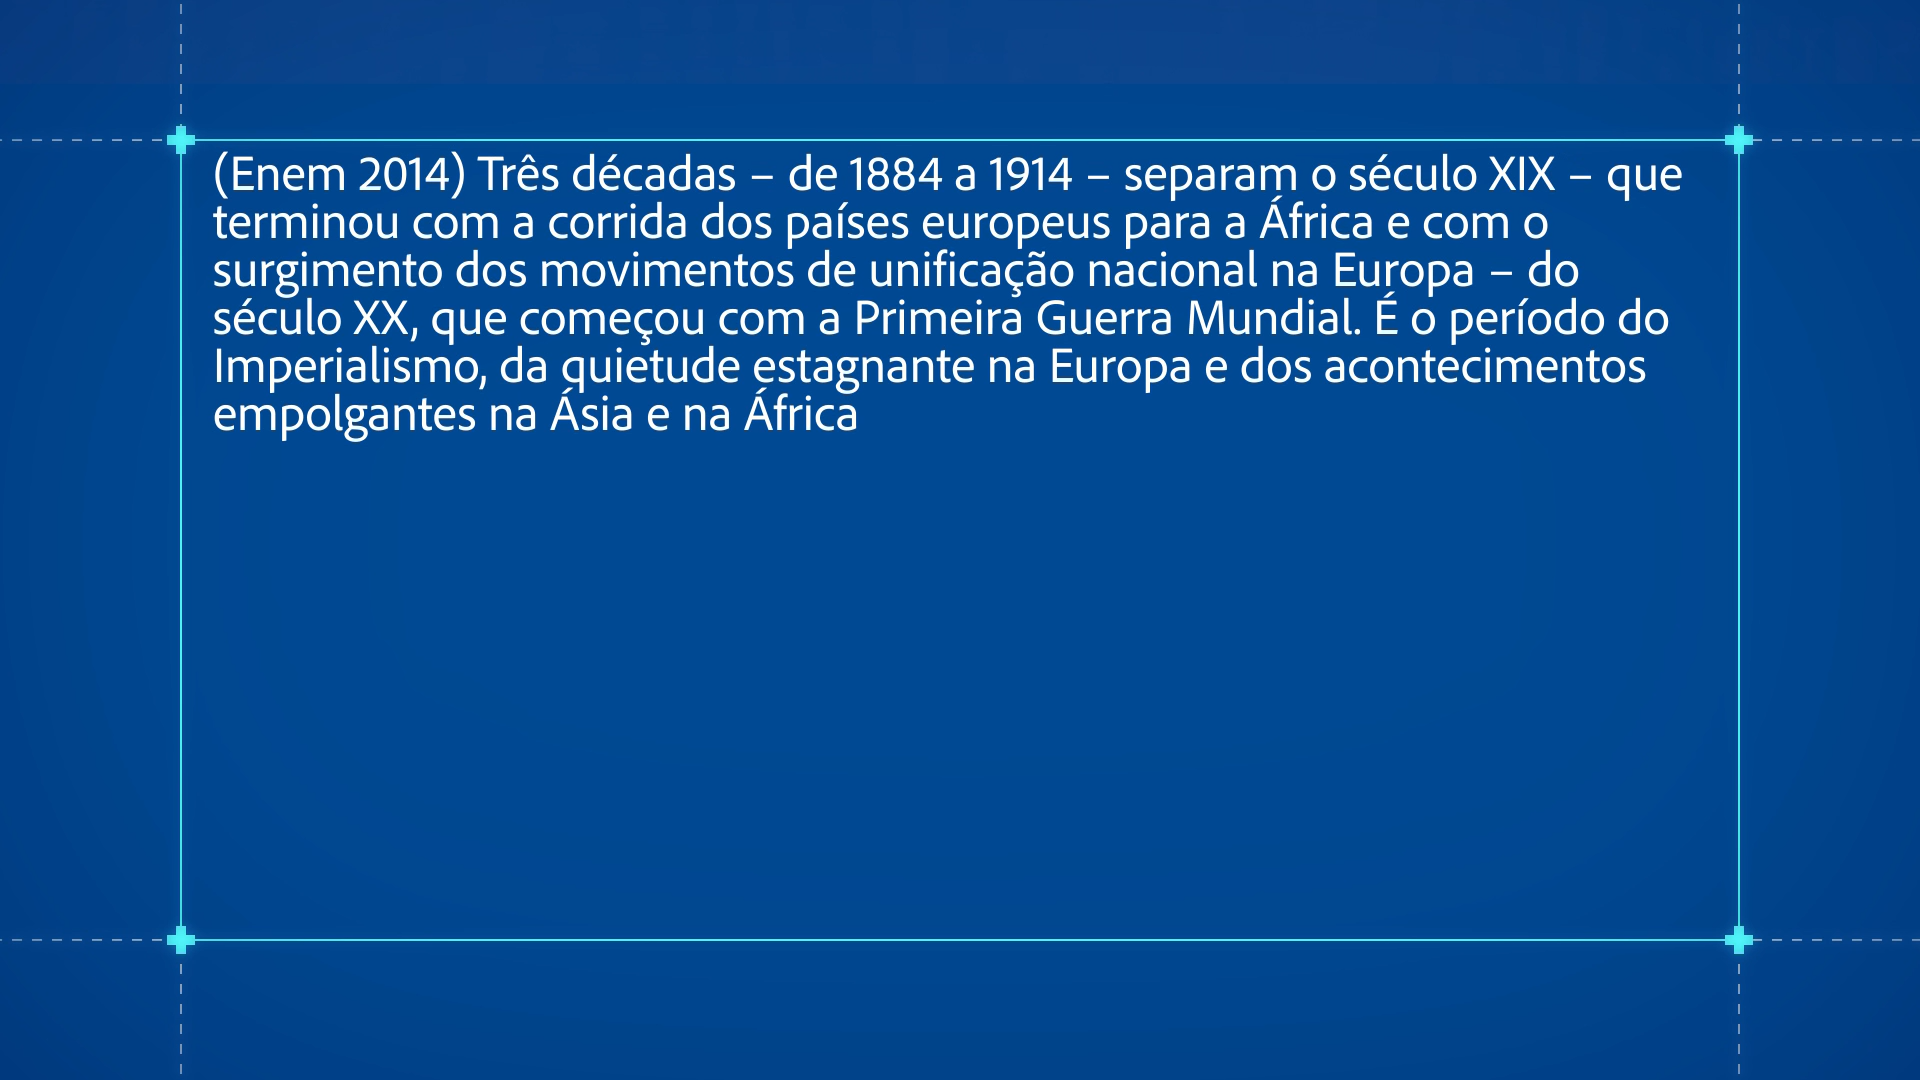 (Enem 2014) Três décadas – de 1884 a 1914 – separam o século XIX – que
terminou com a corrida dos países europeus para a África e com o
surgimento dos movimentos de unificação nacional na Europa – do
século XX, que começou com a Primeira Guerra Mundial. É o período do
Imperialismo, da quietude estagnante na Europa e dos acontecimentos
empolgantes na Ásia e na África